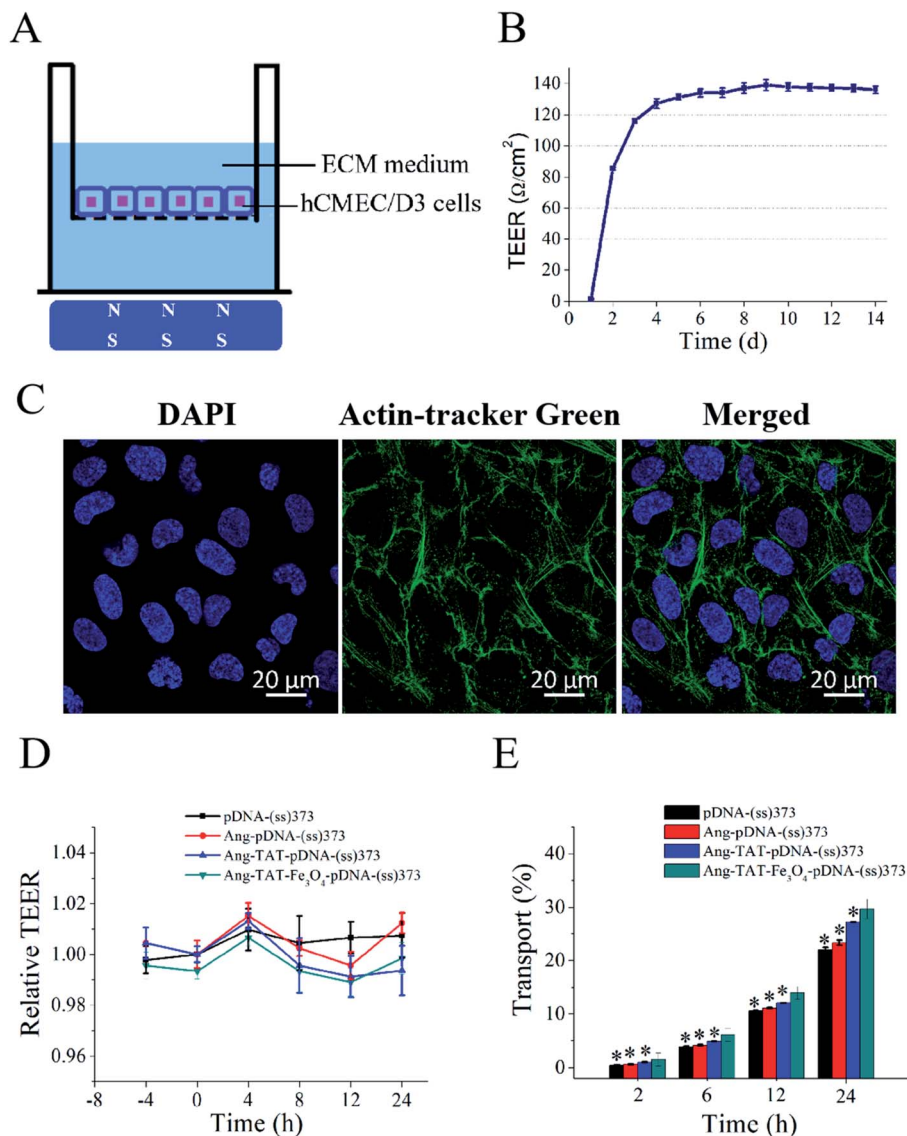 A
ECM medium
hCMEC/D3 cells
N N N
S S S
B
TEER (Ω/cm²)
140
120
100
80
60
40
20
0
0 2 4 6 8 10 12 14
Time (d)
C
DAPI
Actin-tracker Green
Merged
20 μm
20 μm
20 μm
D
pDNA-(ss)373
Ang-pDNA-(ss)373
Ang-TAT-pDNA-(ss)373
Ang-TAT-Fe₃O₄-pDNA-(ss)373
Relative TEER
1.04
1.02
1.00
0.98
0.96
-8 -4 0 4 8 12 24
Time (h)
E
pDNA-(ss)373
Ang-pDNA-(ss)373
Ang-TAT-pDNA-(ss)373
Ang-TAT-Fe₃O₄-pDNA-(ss)373
Transport (%)
30
20
10
0
***
***
***
***
2 6 12 24
Time (h)